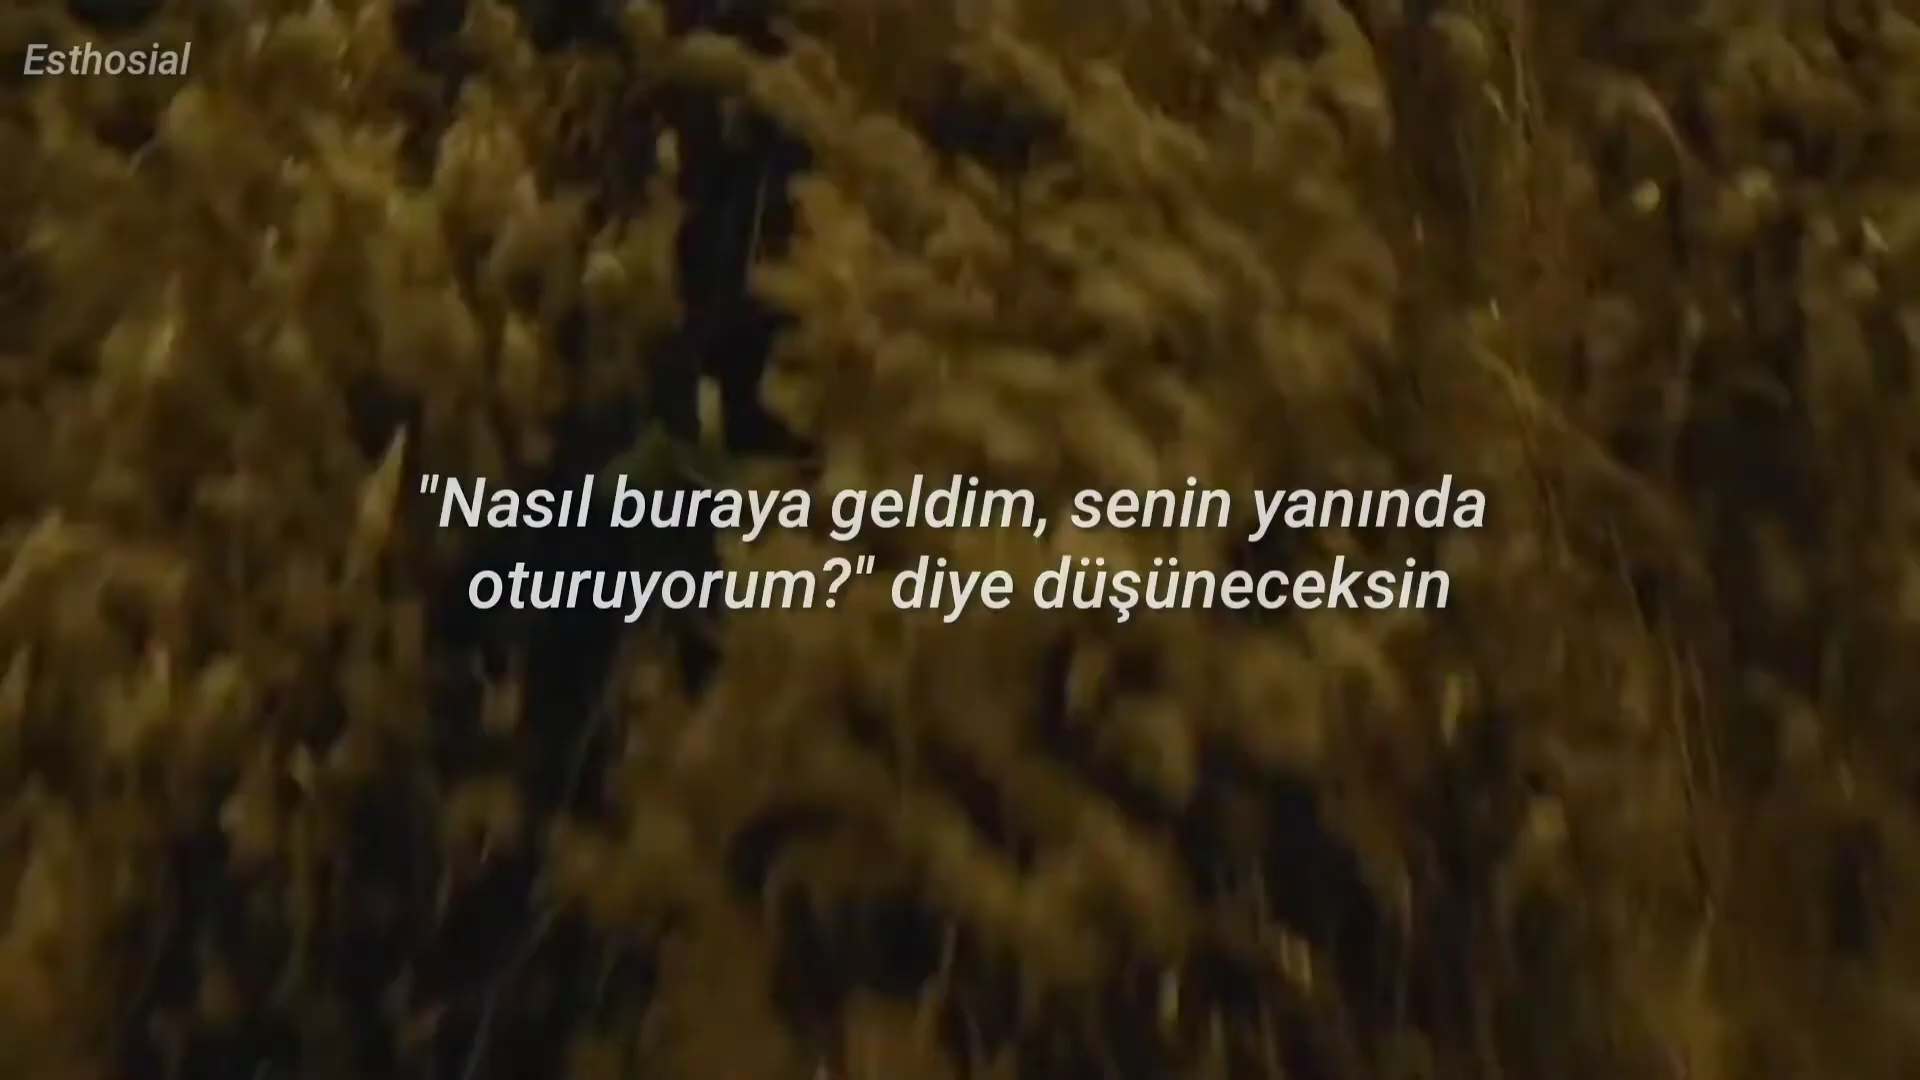 Esthosial
"Nasıl buraya geldim, senin yanında
oturuyorum?" diye düşüneceksin